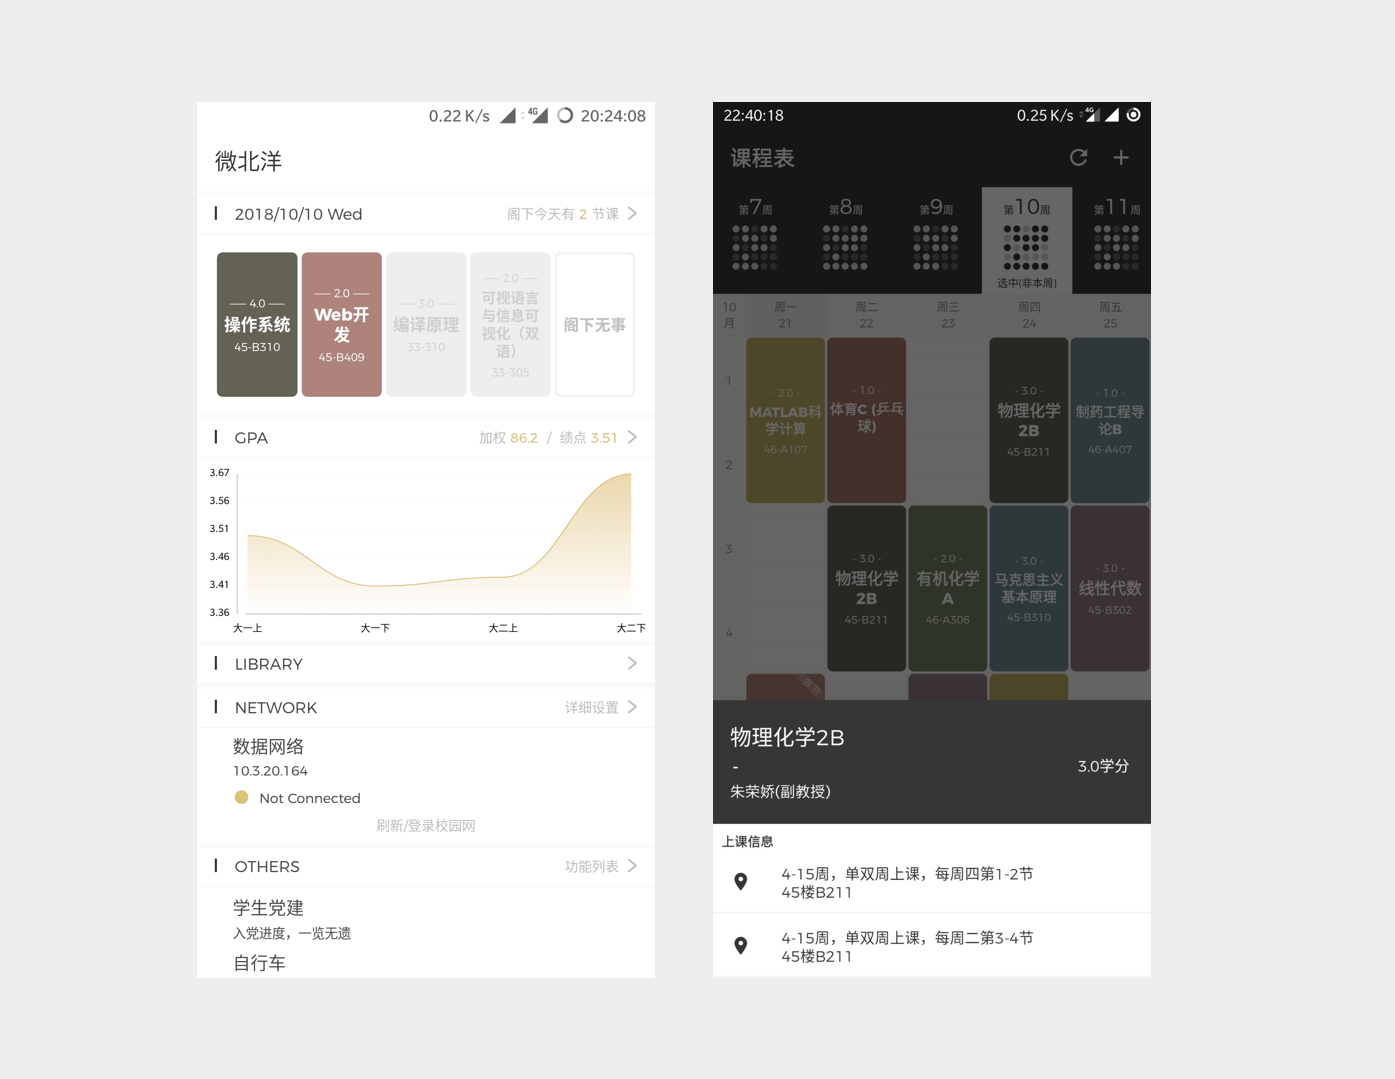 0.22 K/s 4G 20:24:08
微北洋
2018/10/10 Wed 阁下今天有 2 节课
4.0
操作系统
45-B310
2.0
Web开
发
45-B409
3.0
编译原理
33-310
2.0
可视语言
与信息可
视化（双
语）
33-305
阁下无事
GPA 加权 86.2 / 绩点 3.51
3.67
3.56
3.51
3.46
3.41
3.36
大一上 大一下 大二上 大二下
LIBRARY
NETWORK 详细设置
数据网络
10.3.20.164
Not Connected
刷新/登录校园网
OTHERS 功能列表
学生党建
入党进度，一览无遗
自行车
22:40:18 0.25 K/s 4G
课程表
第7周 第8周 第9周 第10周 第11周
选中(非本周)
10
月
周一
21
周二
22
周三
23
周四
24
周五
25
1
2
3
4
- 2.0 -
MATLAB科
学计算
46-A107
- 1.0 -
体育C (乒乓
球)
- 3.0 -
物理化学
2B
45-B211
- 1.0 -
制药工程导
论B
46-A407
- 3.0 -
物理化学
2B
45-B211
- 2.0 -
有机化学
A
46-A306
- 3.0 -
马克思主义
基本原理
45-B310
- 3.0 -
线性代数
45-B302
多节
物理化学2B
-
3.0学分
朱荣娇(副教授)
上课信息
4-15周，单双周上课，每周四第1-2节
45楼B211
4-15周，单双周上课，每周二第3-4节
45楼B211